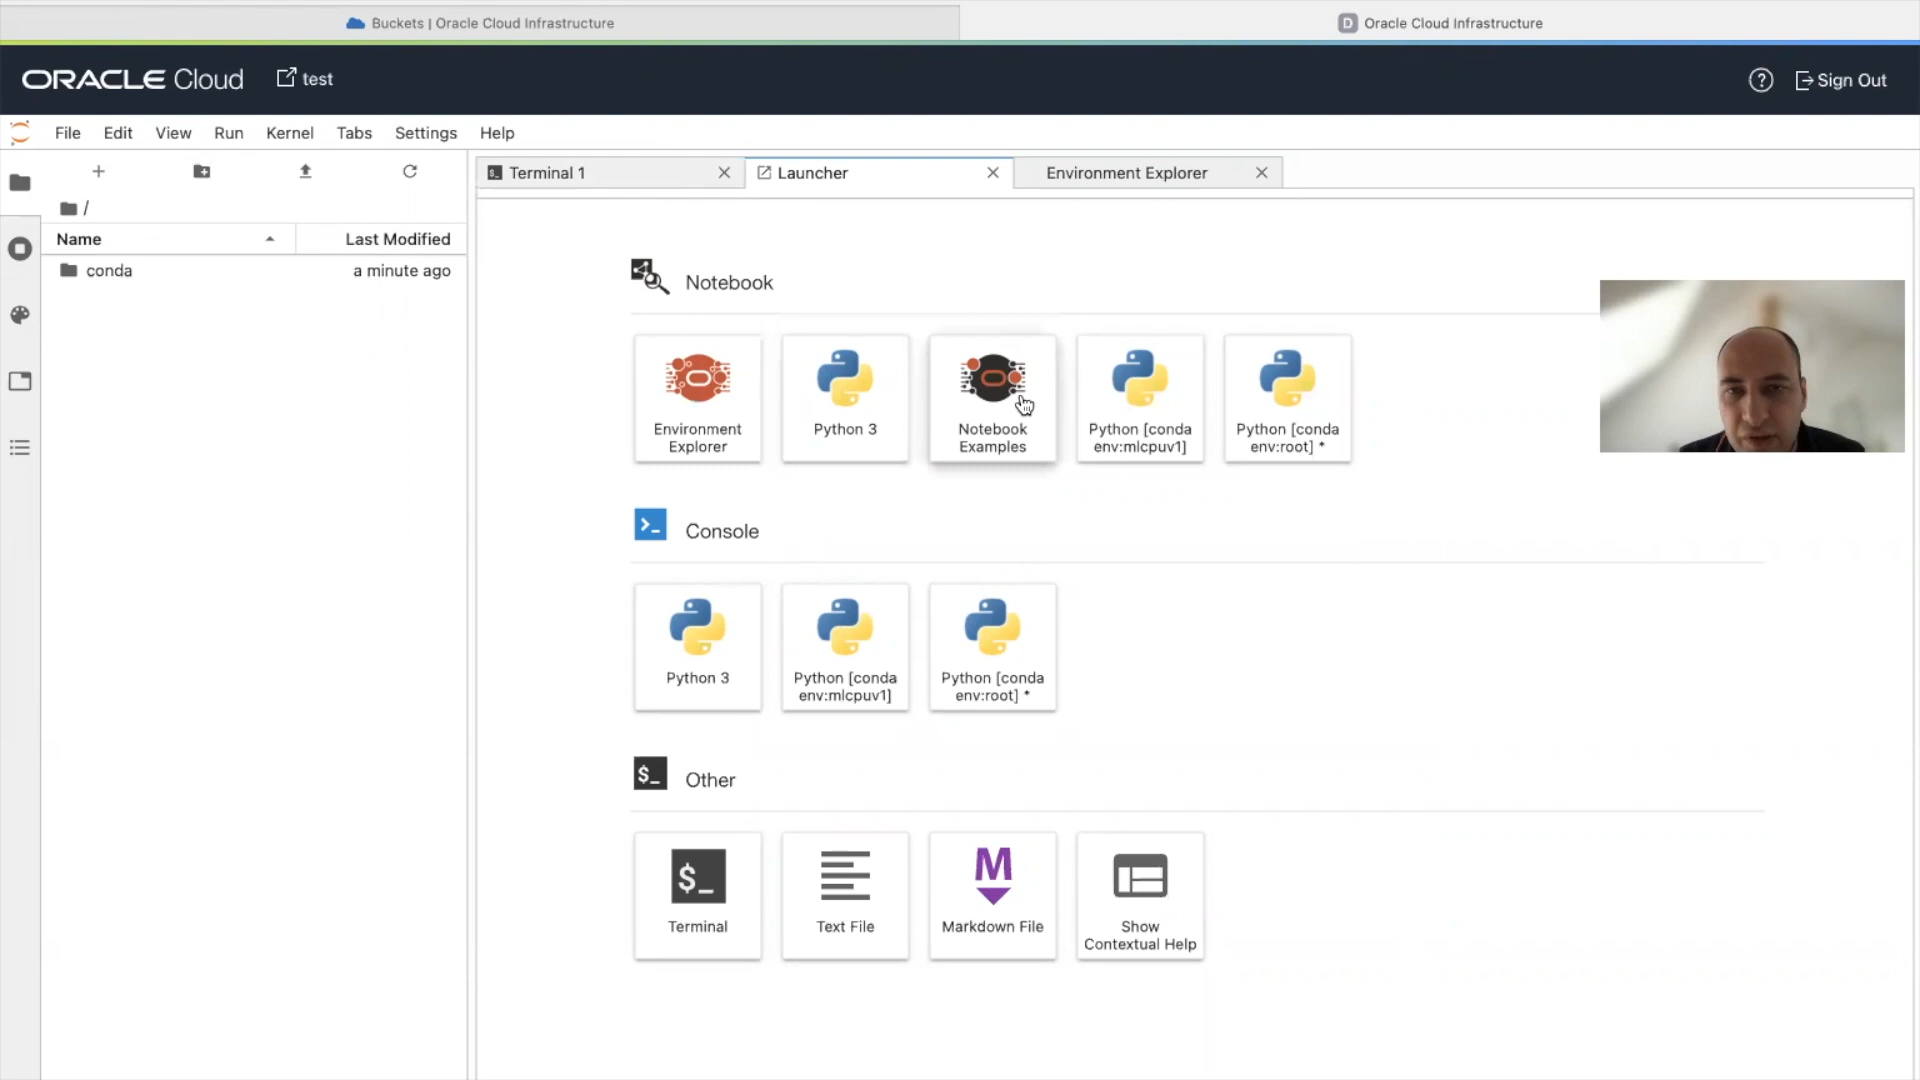 Buckets | Oracle Cloud Infrastructure
D Oracle Cloud Infrastructure
ORACLE Cloud test
? Sign Out
File Edit View Run Kernel Tabs Settings Help
$_ Terminal 1 Launcher Environment Explorer
/
Name Last Modified
conda a minute ago
Notebook
Environment
Explorer
Python 3
Notebook
Examples
Python [conda
env:mlcpuv1]
Python [conda
env:root] *
>_ Console
Python 3
Python [conda
env:mlcpuv1]
Python [conda
env:root] *
$_ Other
$_
Terminal
Text File
M
Markdown File
Show
Contextual Help